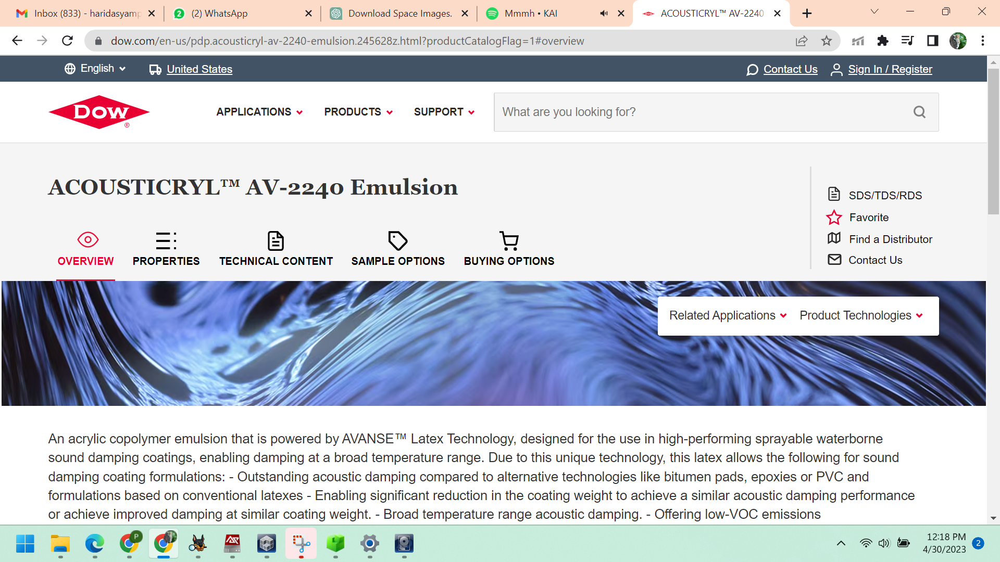 Inbox (833) - haridasyamp
(2) WhatsApp
Download Space Images.
Mmmh • KAI
ACOUSTICRYL™ AV-2240
dow.com/en-us/pdp.acousticryl-av-2240-emulsion.245628z.html?productCatalogFlag=1#overview
English
United States
Contact Us
Sign In / Register
DOW ®
APPLICATIONS
PRODUCTS
SUPPORT
What are you looking for?
ACOUSTICRYL™ AV-2240 Emulsion
SDS/TDS/RDS
Favorite
Find a Distributor
Contact Us
OVERVIEW
PROPERTIES
TECHNICAL CONTENT
SAMPLE OPTIONS
BUYING OPTIONS
Related Applications
Product Technologies
An acrylic copolymer emulsion that is powered by AVANSE™ Latex Technology, designed for the use in high-performing sprayable waterborne
sound damping coatings, enabling damping at a broad temperature range. Due to this unique technology, this latex allows the following for sound
damping coating formulations: - Outstanding acoustic damping compared to alternative technologies like bitumen pads, epoxies or PVC and
formulations based on conventional latexes - Enabling significant reduction in the coating weight to achieve a similar acoustic damping performance
or achieve improved damping at similar coating weight. - Broad temperature range acoustic damping. - Offering low-VOC emissions
P
12:18 PM
4/30/2023
2